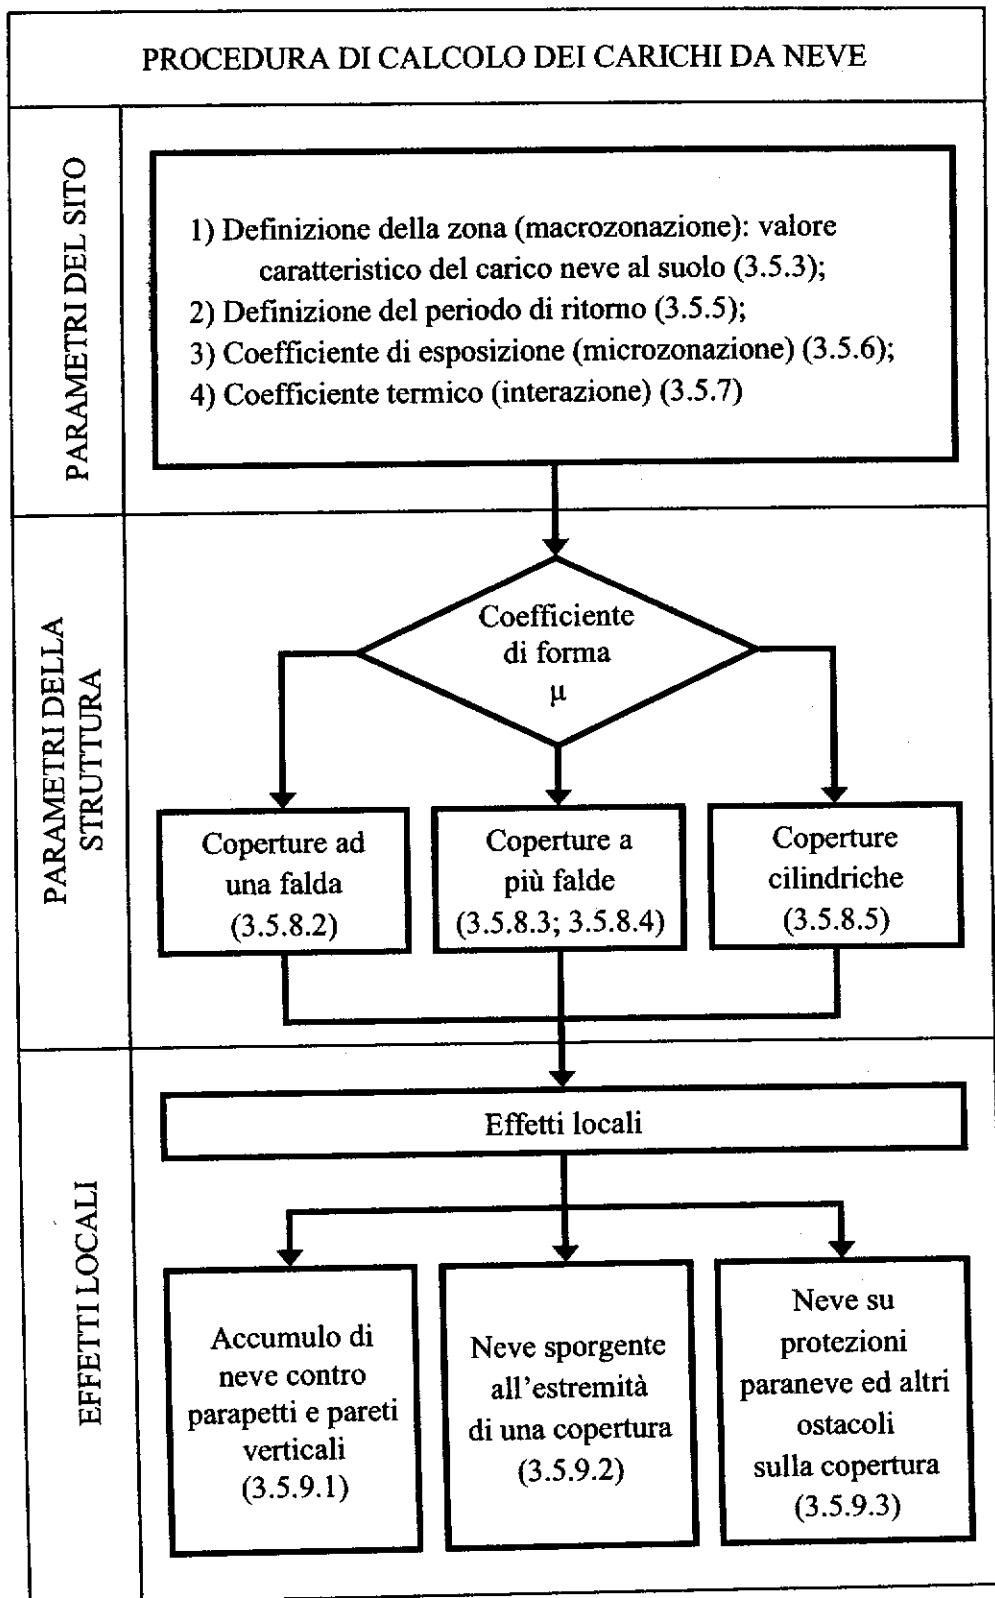 PROCEDURA DI CALCOLO DEI CARICHI DA NEVE
PARAMETRI DEL SITO
1) Definizione della zona (macrozonazione): valore
caratteristico del carico neve al suolo (3.5.3);
2) Definizione del periodo di ritorno (3.5.5);
3) Coefficiente di esposizione (microzonazione) (3.5.6);
4) Coefficiente termico (interazione) (3.5.7)
PARAMETRI DELLA
STRUTTURA
Coefficiente
di forma
μ
Coperture ad
una falda
(3.5.8.2)
Coperture a
più falde
(3.5.8.3; 3.5.8.4)
Coperture
cilindriche
(3.5.8.5)
EFFETTI LOCALI
Effetti locali
Accumulo di
neve contro
parapetti e pareti
verticali
(3.5.9.1)
Neve sporgente
all'estremità
di una copertura
(3.5.9.2)
Neve su
protezioni
paraneve ed altri
ostacoli
sulla copertura
(3.5.9.3)